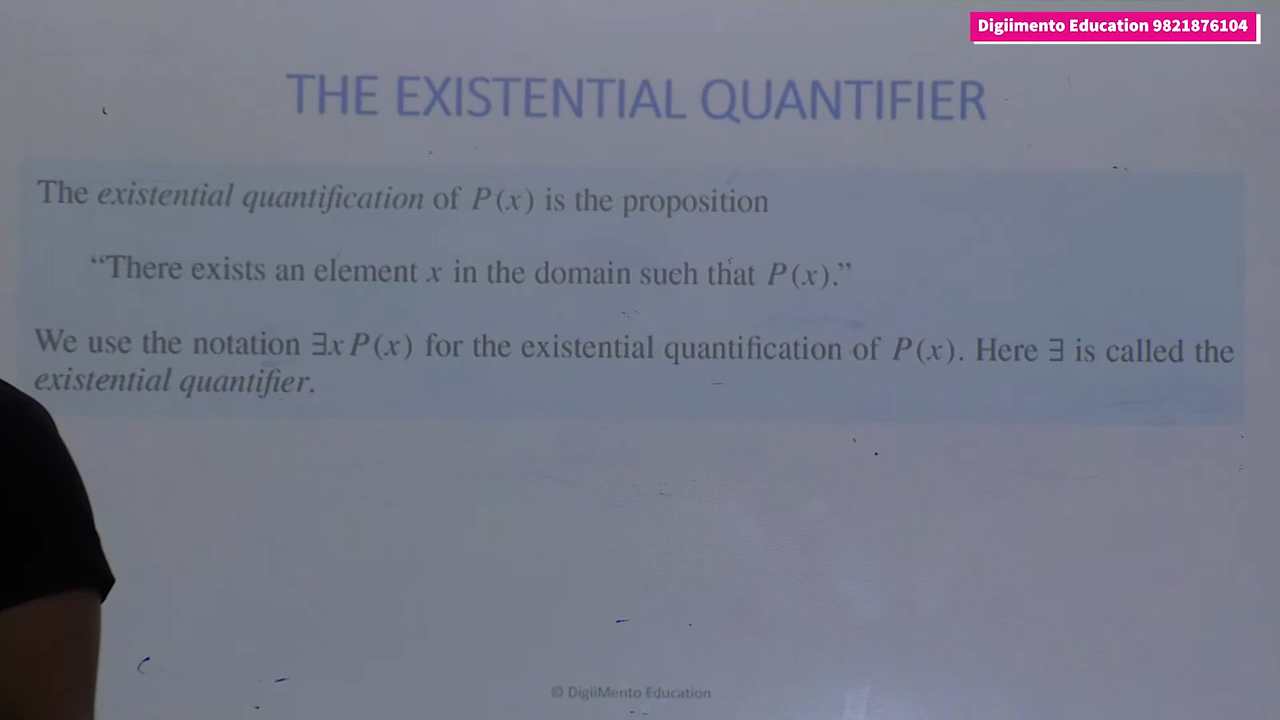 Digiimento Education 9821876104
THE EXISTENTIAL QUANTIFIER
The existential quantification of P(x) is the proposition
“There exists an element x in the domain such that P(x).”
We use the notation ∃x P(x) for the existential quantification of P(x). Here ∃ is called the
existential quantifier.
© DigiiMento Education